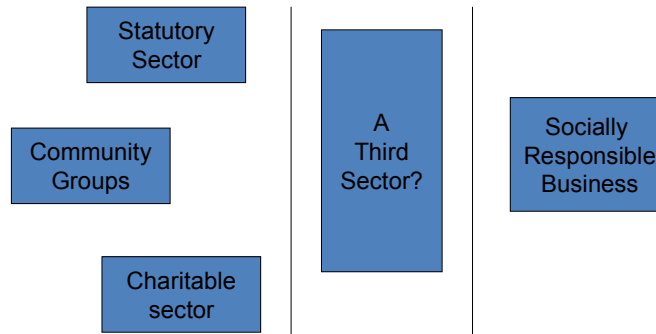 Statutory
Sector
Community
Groups
Charitable
sector
A
Third
Sector?
Socially
Responsible
Business